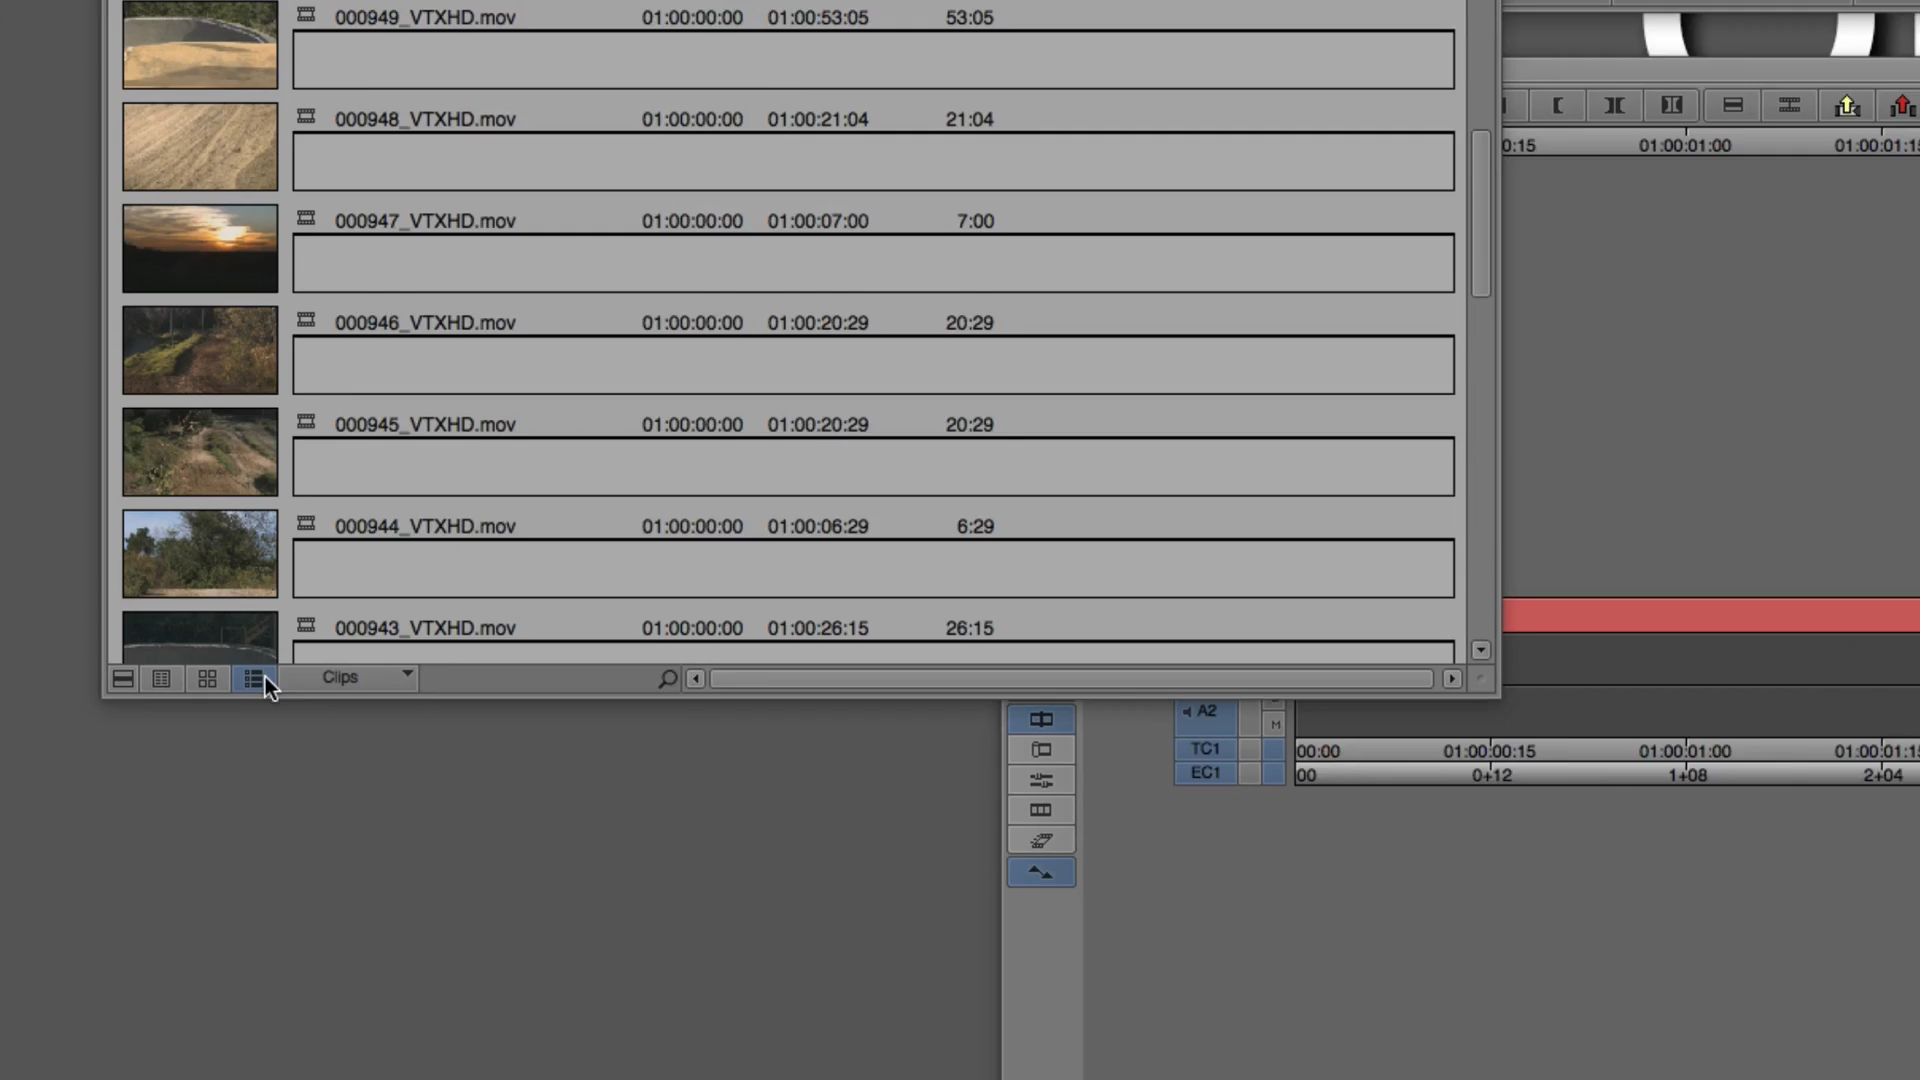 000949_VTXHD.mov 01:00:00:00 01:00:53:05 53:05
000948_VTXHD.mov 01:00:00:00 01:00:21:04 21:04
0:15 01:00:01:00 01:00:01:15
000947_VTXHD.mov 01:00:00:00 01:00:07:00 7:00
000946_VTXHD.mov 01:00:00:00 01:00:20:29 20:29
000945_VTXHD.mov 01:00:00:00 01:00:20:29 20:29
000944_VTXHD.mov 01:00:00:00 01:00:06:29 6:29
000943_VTXHD.mov 01:00:00:00 01:00:26:15 26:15
Clips
A2
M
TC1 00:00 01:00:00:15 01:00:01:00 01:00:01:15
EC1 00 0+12 1+08 2+04